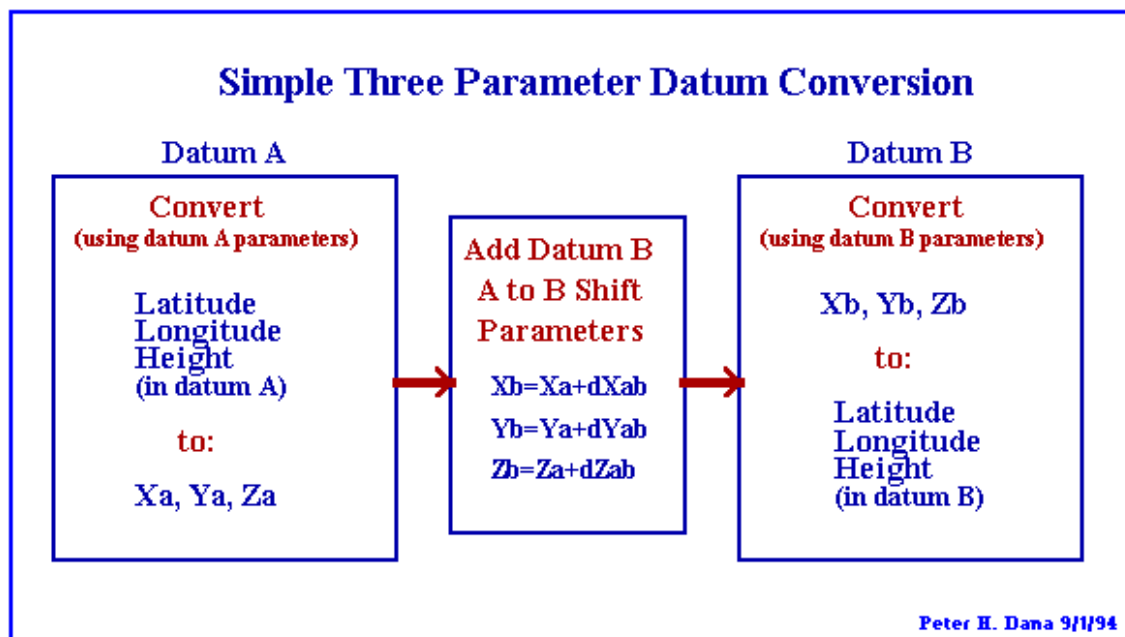 Simple Three Parameter Datum Conversion
Datum A
Convert
(using datum A parameters)
Latitude
Longitude
Height
(in datum A)
to:
Xa, Ya, Za
Add Datum B
A to B Shift
Parameters
Xb=Xa+dXab
Yb=Ya+dYab
Zb=Za+dZab
Datum B
Convert
(using datum B parameters)
Xb, Yb, Zb
to:
Latitude
Longitude
Height
(in datum B)
Peter H. Dana 9/1/94